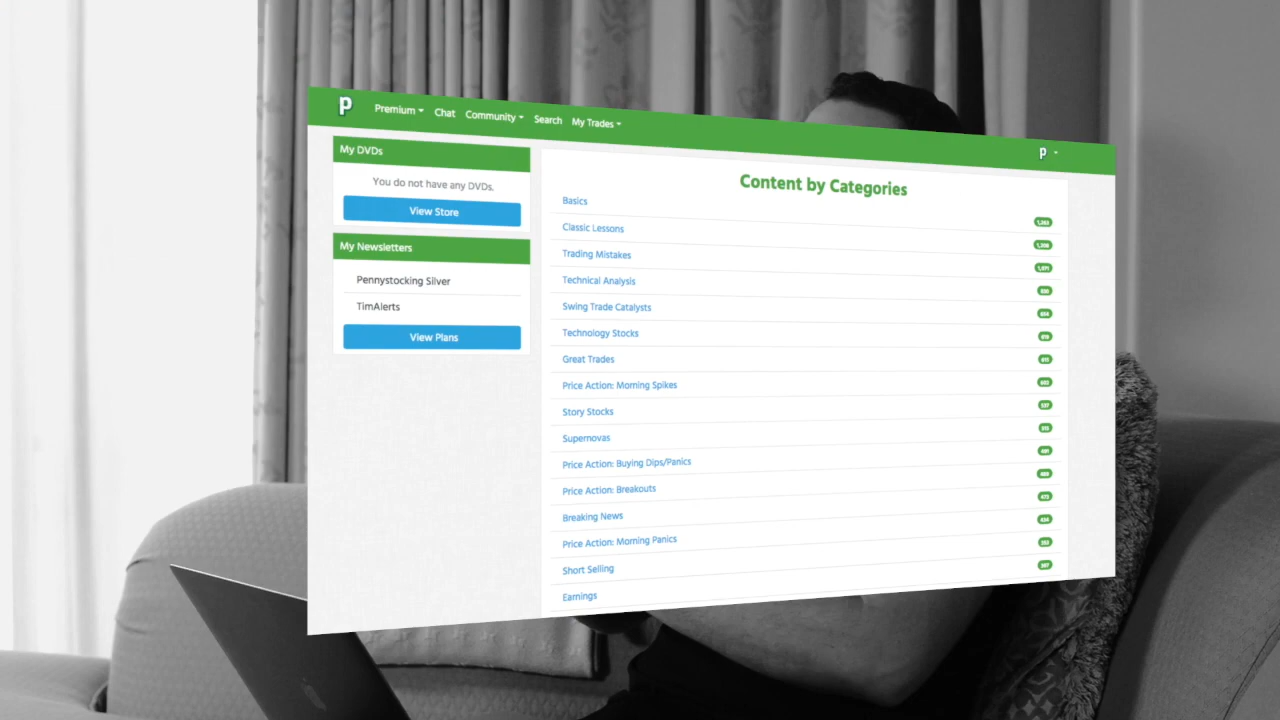 p Premium Chat Community Search My Trades p
My DVDs
You do not have any DVDs.
View Store
My Newsletters
Pennystocking Silver
TimAlerts
View Plans
Content by Categories
Basics
Classic Lessons
Trading Mistakes
Technical Analysis
Swing Trade Catalysts
Technology Stocks
Great Trades
Price Action: Morning Spikes
Story Stocks
Supernovas
Price Action: Buying Dips/Panics
Price Action: Breakouts
Breaking News
Price Action: Morning Panics
Short Selling
Earnings